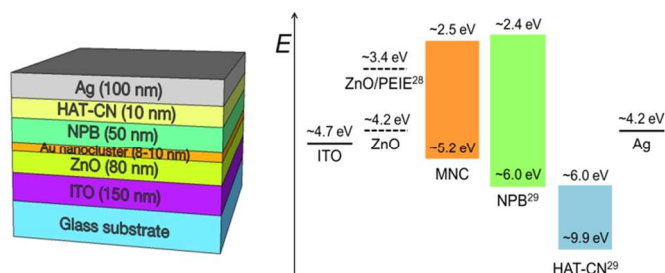 Ag (100 nm)
HAT-CN (10 nm)
NPB (50 nm)
Au nanocluster (8-10 nm)
ZnO (80 nm)
ITO (150 nm)
Glass substrate
E
~4.7 eV
ITO
~3.4 eV
ZnO/PEIE28
~4.2 eV
ZnO
~2.5 eV
~5.2 eV
MNC
~2.4 eV
~6.0 eV
NPB29
~6.0 eV
~9.9 eV
HAT-CN29
~4.2 eV
Ag